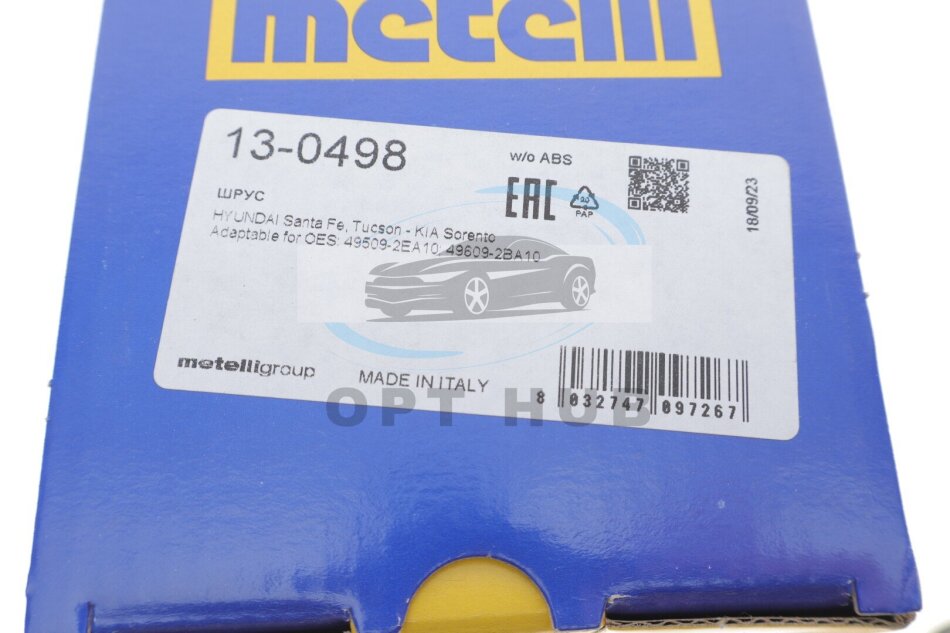 metelli
13-0498
w/o ABS
ШРУС
EAC
20
PAP
18/09/23
HYUNDAI Santa Fe, Tucson - KIA Sorento
Adaptable for OES: 49509-2EA10; 49609-2BA10
metelligroup
MADE IN ITALY
8 032747 097267
OPT HUB